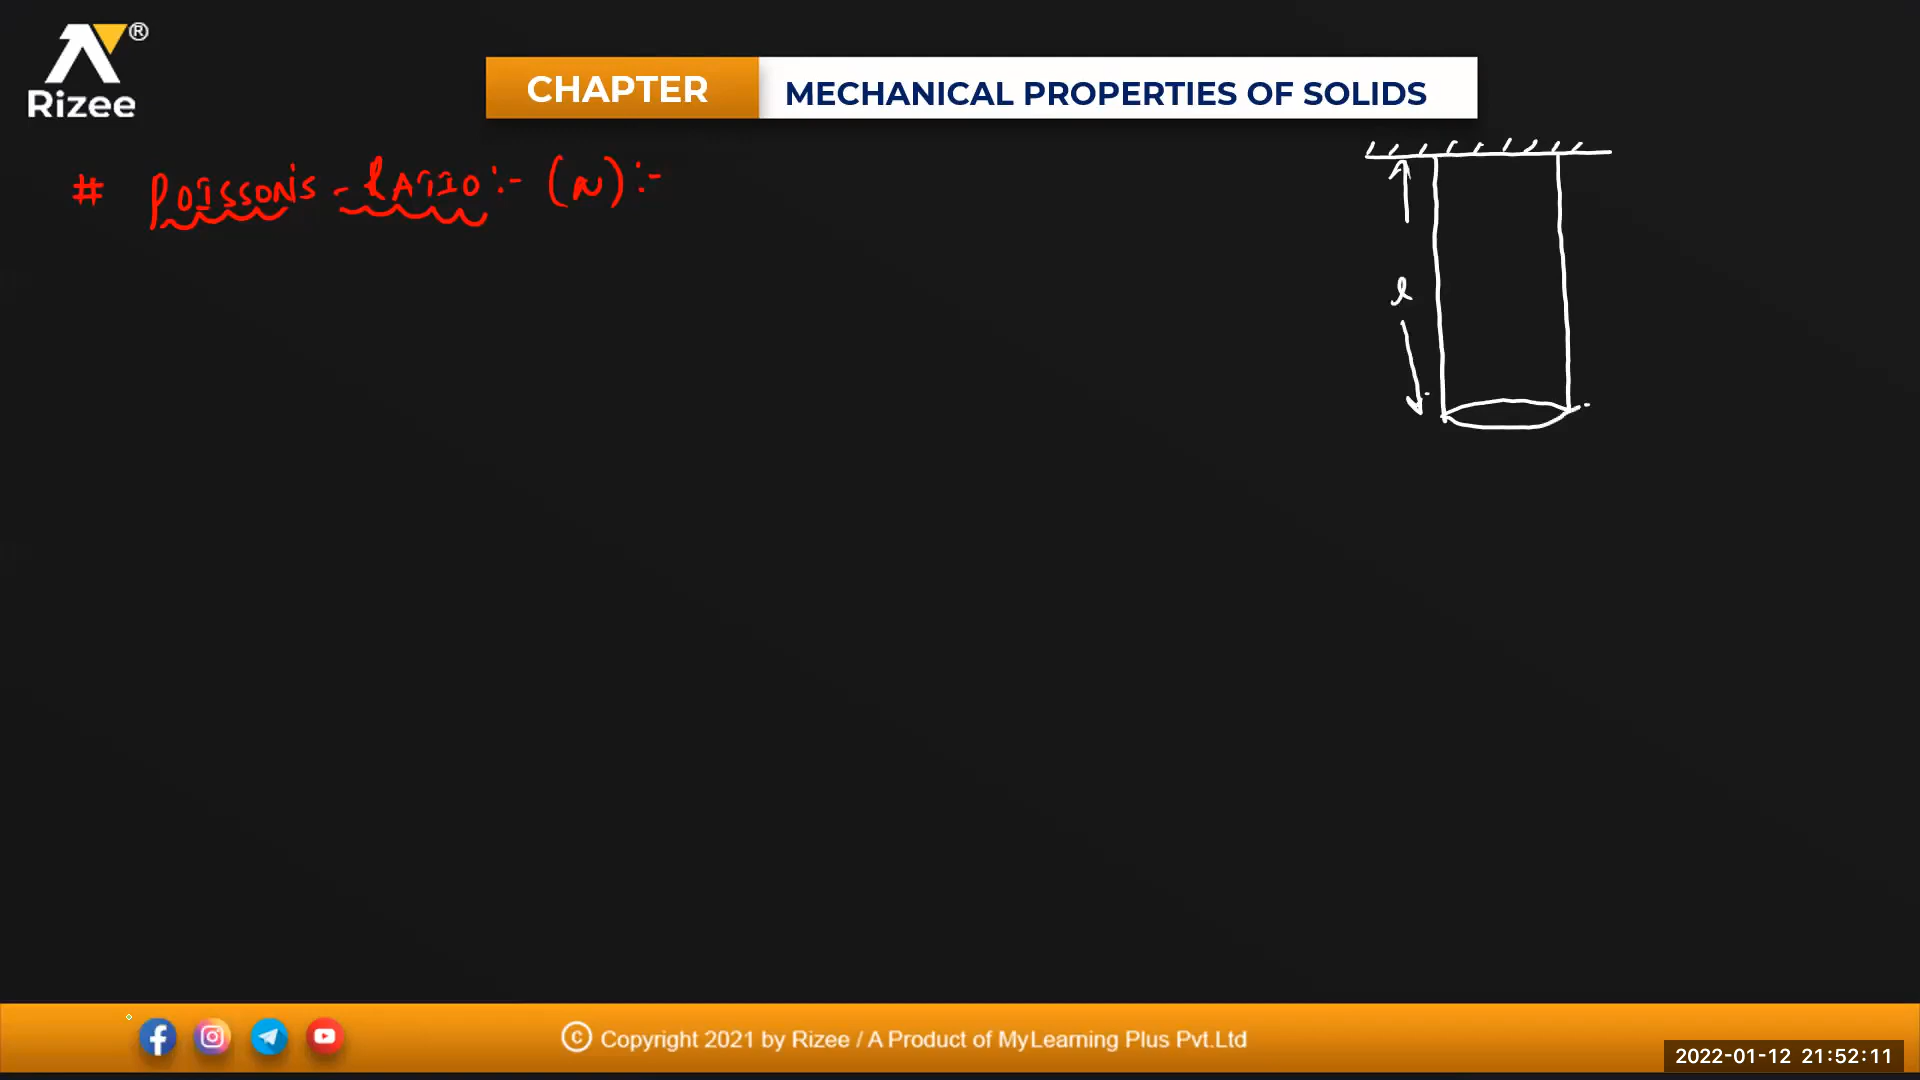 ®
Rizee
CHAPTER MECHANICAL PROPERTIES OF SOLIDS
# POISSON'S - RATIO :- (N) :-
l
© Copyright 2021 by Rizee / A Product of MyLearning Plus Pvt.Ltd
2022-01-12 21:52:11